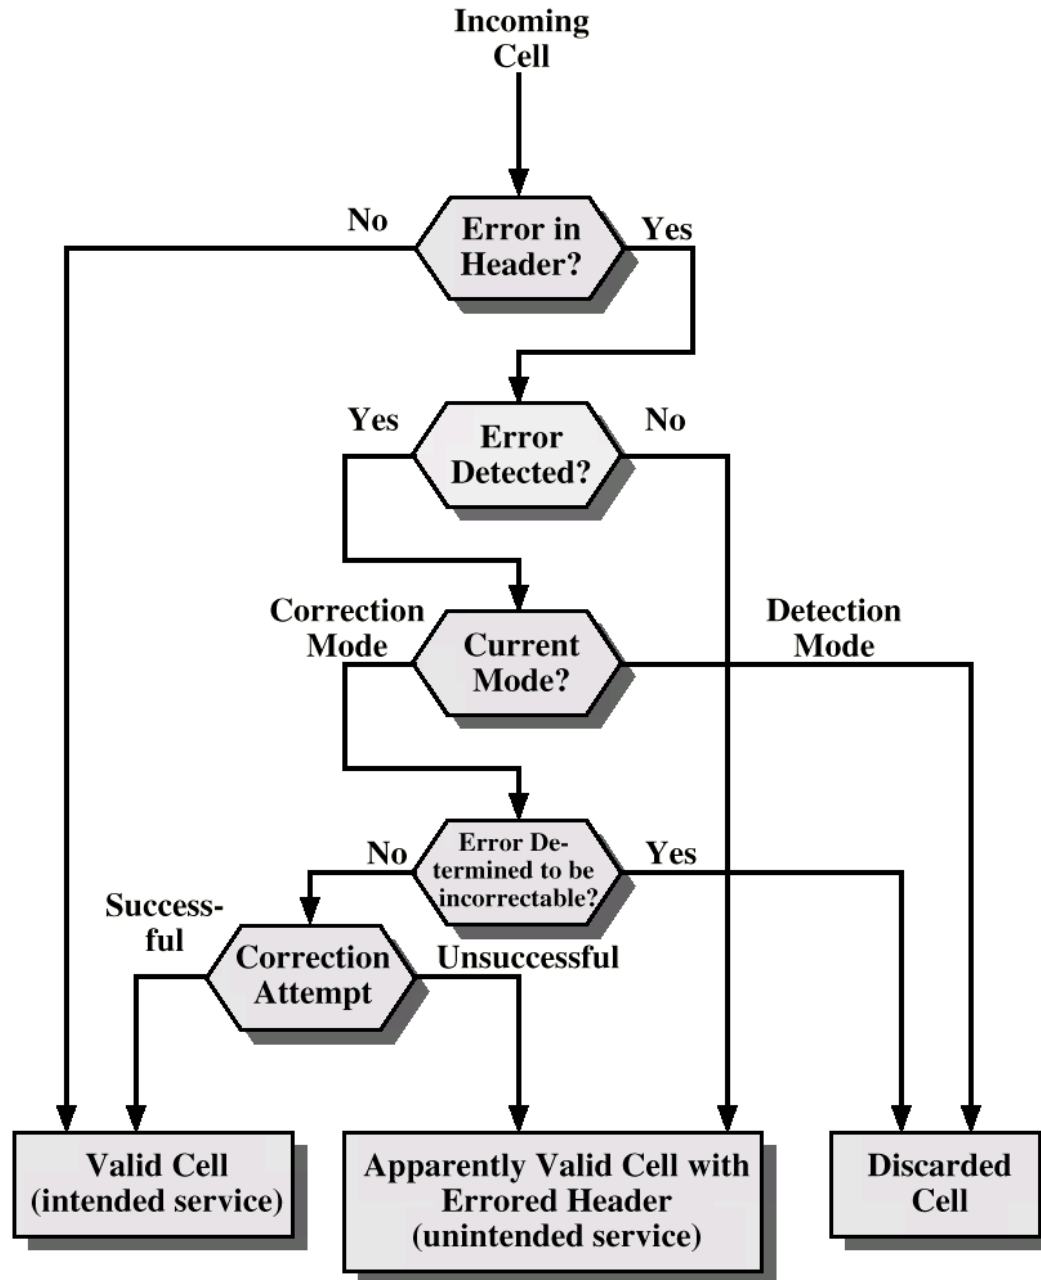 Incoming
Cell
No
Error in
Header?
Yes
Yes
Error
Detected?
No
Correction
Mode
Current
Mode?
Detection
Mode
No
Error De-
termined to be
incorrectable?
Yes
Success-
ful
Correction
Attempt
Unsuccessful
Valid Cell
(intended service)
Apparently Valid Cell with
Errored Header
(unintended service)
Discarded
Cell